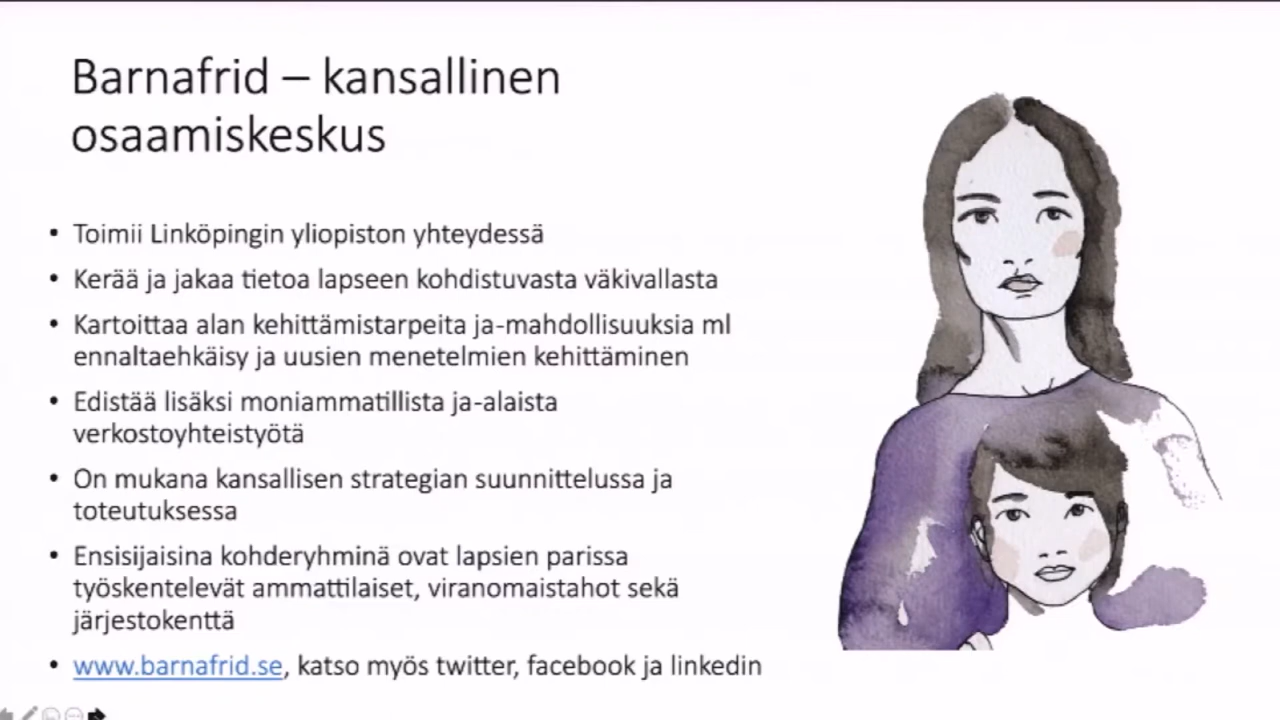 Barnafrid – kansallinen
osaamiskeskus
• Toimii Linköpingin yliopiston yhteydessä
• Kerää ja jakaa tietoa lapseen kohdistuvasta väkivallasta
• Kartoittaa alan kehittämistarpeita ja-mahdollisuuksia ml
ennaltaehkäisy ja uusien menetelmien kehittäminen
• Edistää lisäksi moniammatillista ja-alaista
verkostoyhteistyötä
• On mukana kansallisen strategian suunnittelussa ja
toteutuksessa
• Ensisijaisina kohderyhminä ovat lapsien parissa
työskentelevät ammattilaiset, viranomaistahot sekä
järjestokenttä
• www.barnafrid.se, katso myös twitter, facebook ja linkedin